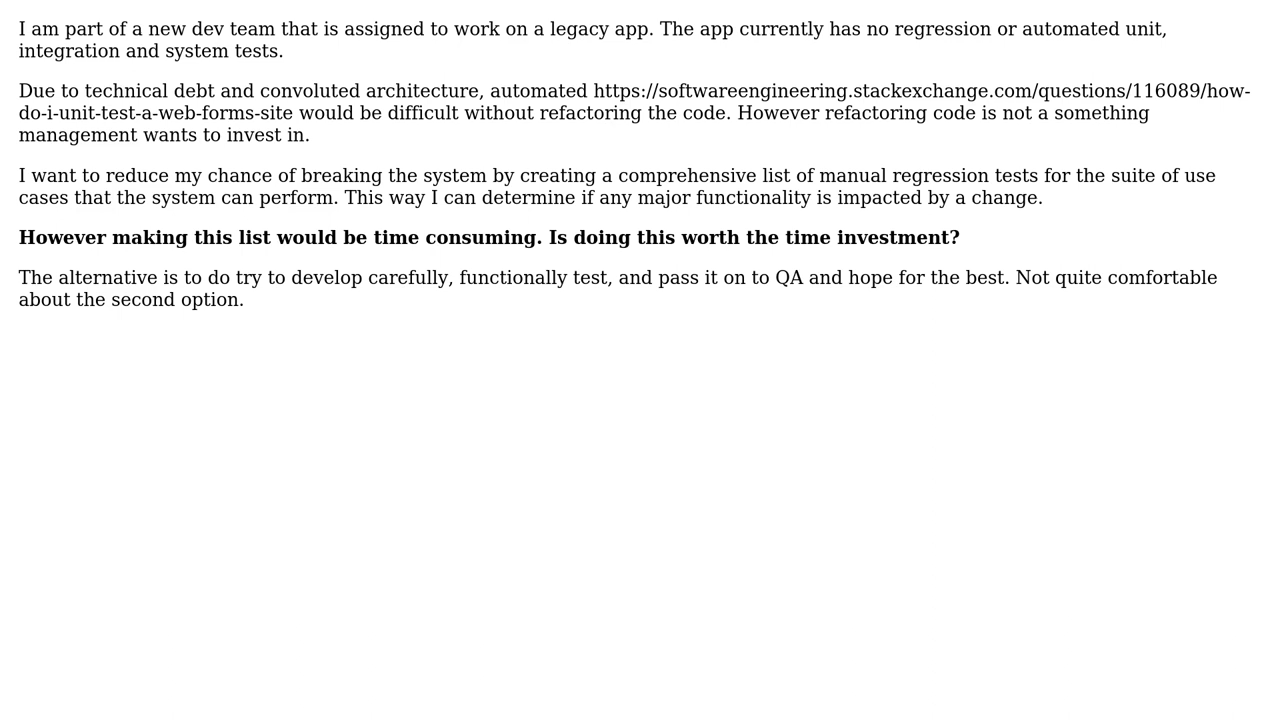 I am part of a new dev team that is assigned to work on a legacy app. The app currently has no regression or automated unit,
integration and system tests.
Due to technical debt and convoluted architecture, automated https://softwareengineering.stackexchange.com/questions/116089/how-
do-i-unit-test-a-web-forms-site would be difficult without refactoring the code. However refactoring code is not a something
management wants to invest in.
I want to reduce my chance of breaking the system by creating a comprehensive list of manual regression tests for the suite of use
cases that the system can perform. This way I can determine if any major functionality is impacted by a change.
However making this list would be time consuming. Is doing this worth the time investment?
The alternative is to do try to develop carefully, functionally test, and pass it on to QA and hope for the best. Not quite comfortable
about the second option.